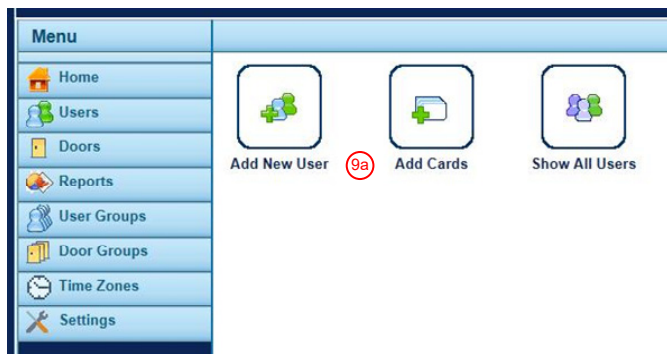 Menu
Home
Users
Doors
Reports
User Groups
Door Groups
Time Zones
Settings
Add New User
9a
Add Cards
Show All Users